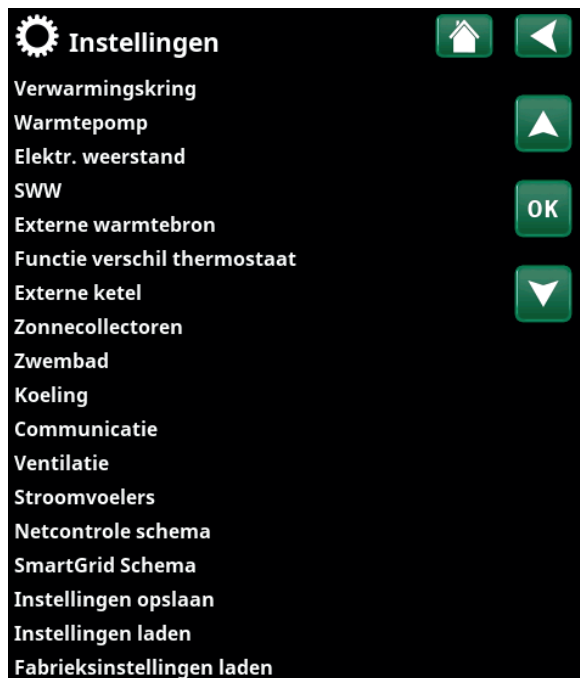 Instellingen
Verwarmingskring
Warmtepomp
Elektr. weerstand
SWW
OK
Externe warmtebron
Functie verschil thermostaat
Externe ketel
Zonnecollectoren
Zwembad
Koeling
Communicatie
Ventilatie
Stroomvoelers
Netcontrole schema
SmartGrid Schema
Instellingen opslaan
Instellingen laden
Fabrieksinstellingen laden